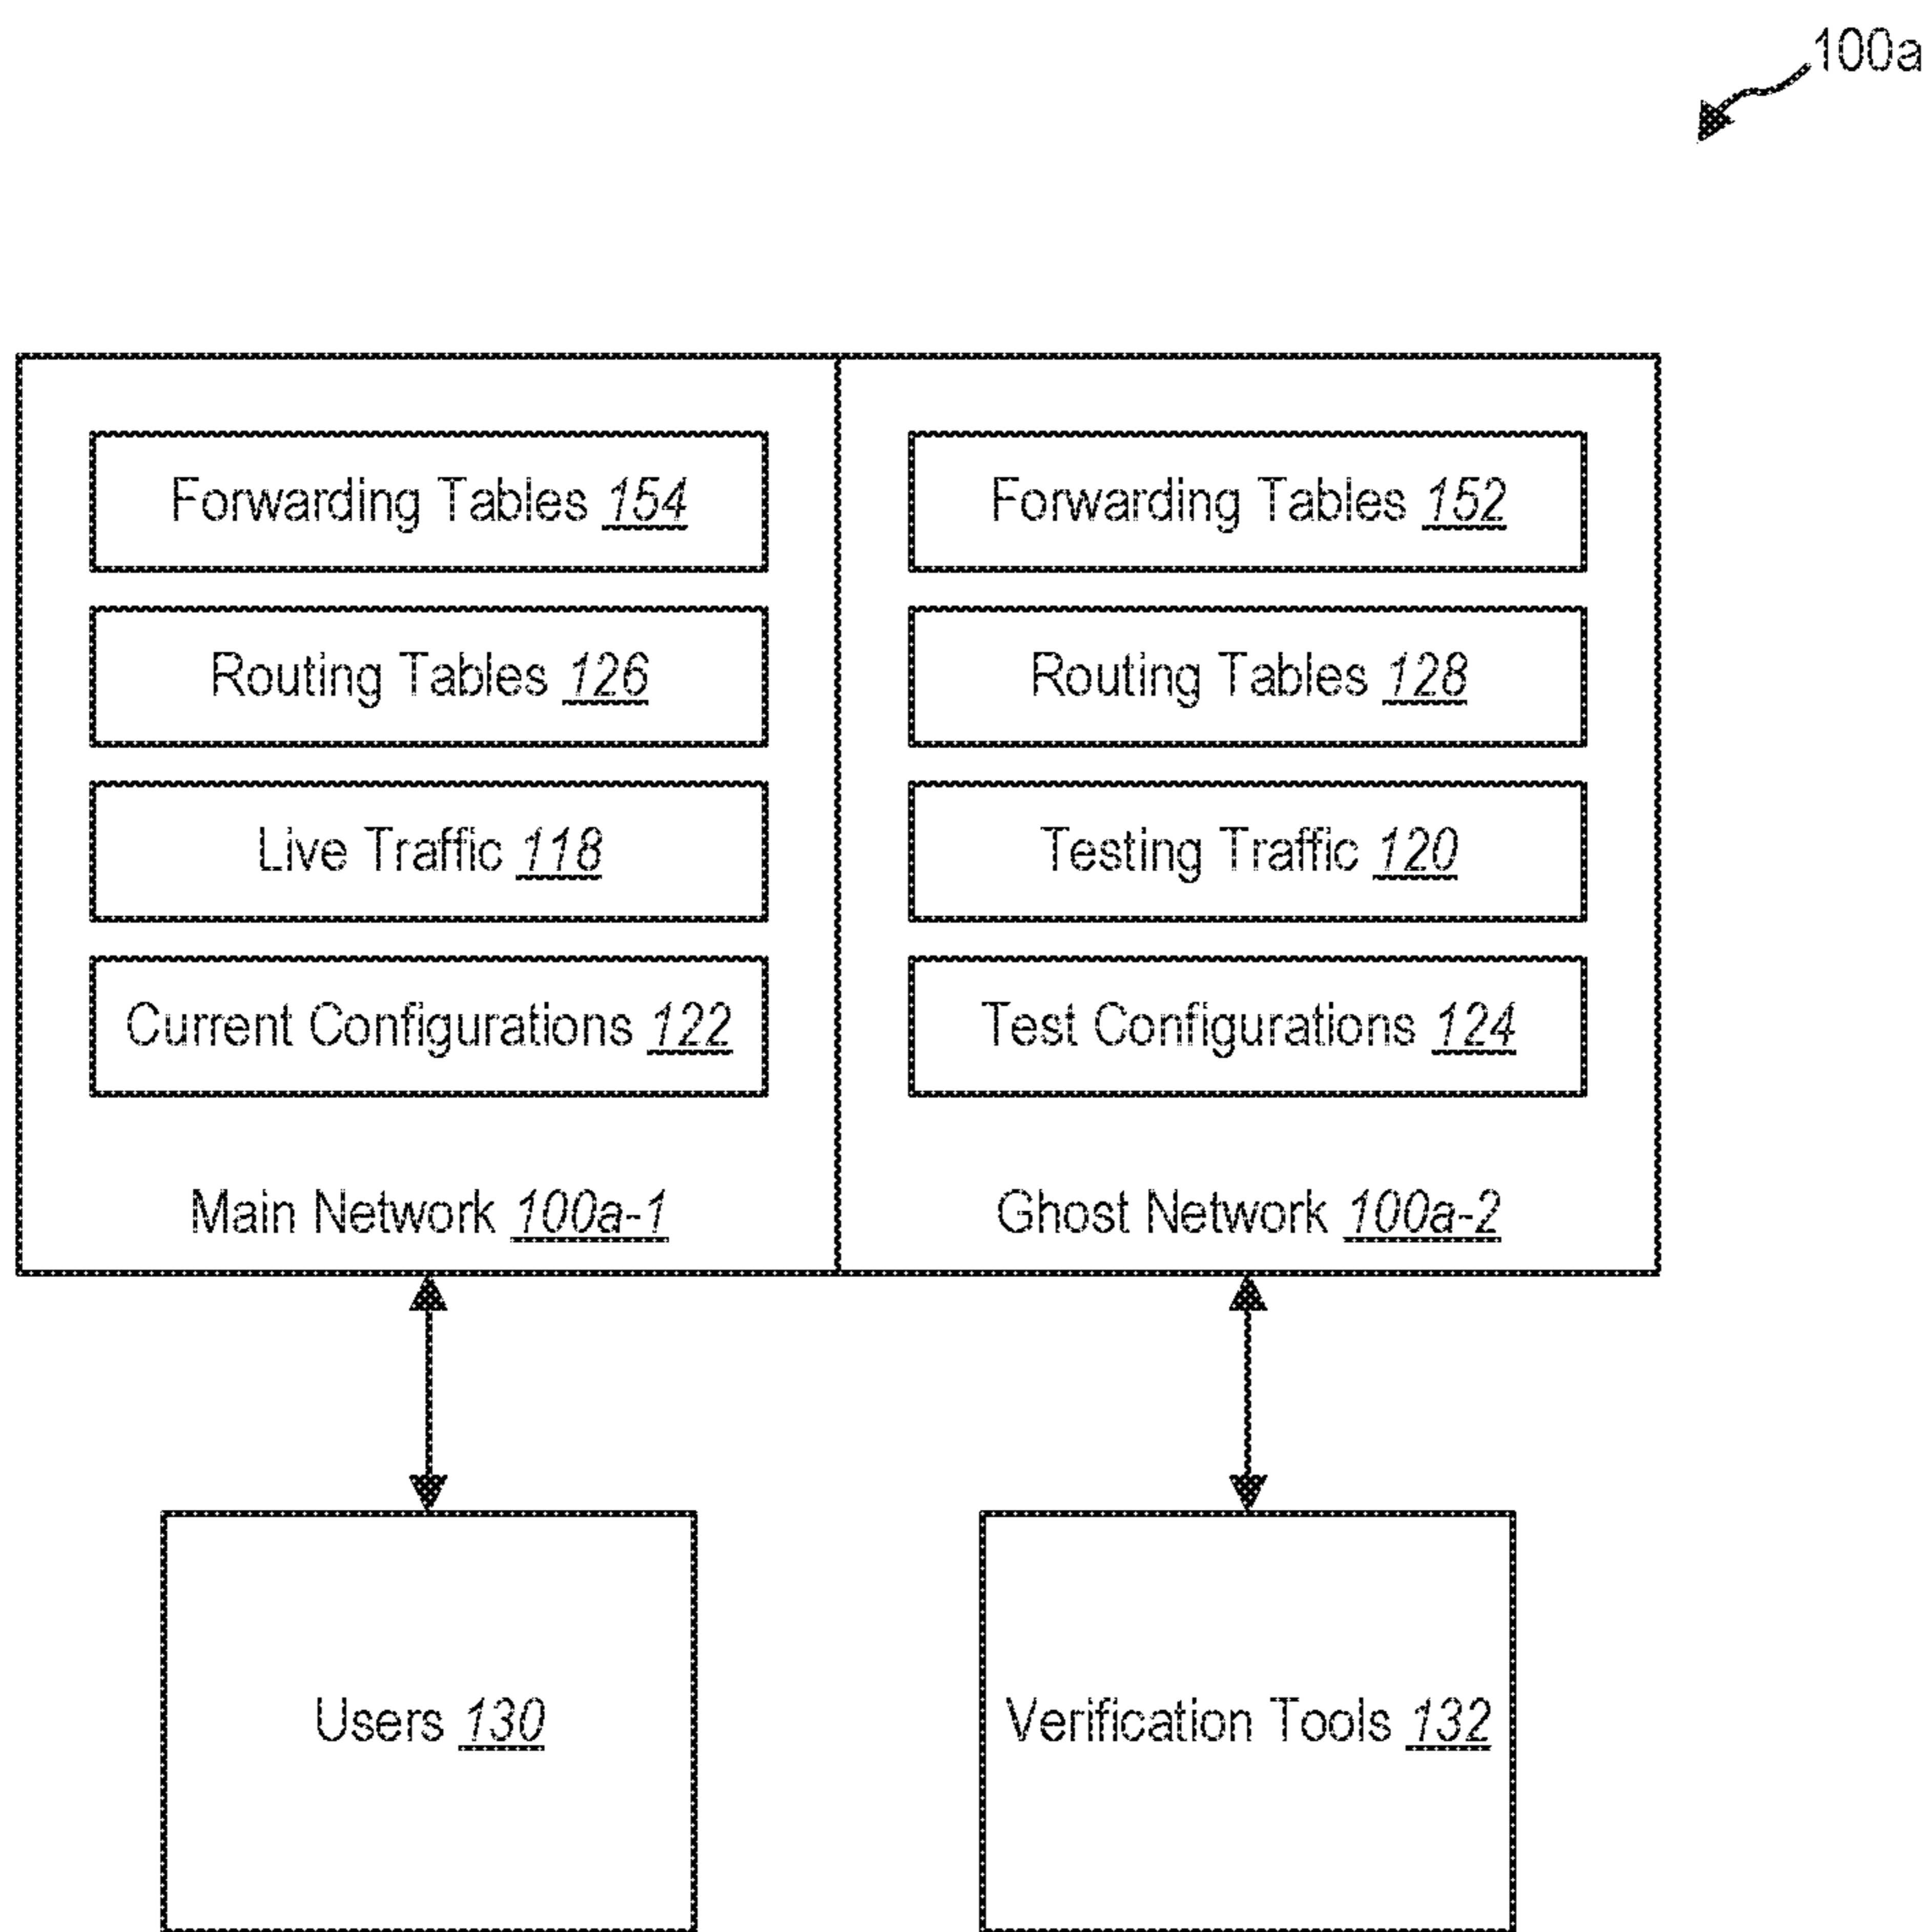 100a
Forwarding Tables 154
Forwarding Tables 152
Routing Tables 126
Routing Tables 128
Live Traffic 118
Testing Traffic 120
Current Configurations 122
Test Configurations 124
Main Network 100a-1
Ghost Network 100a-2
Users 130
Verification Tools 132